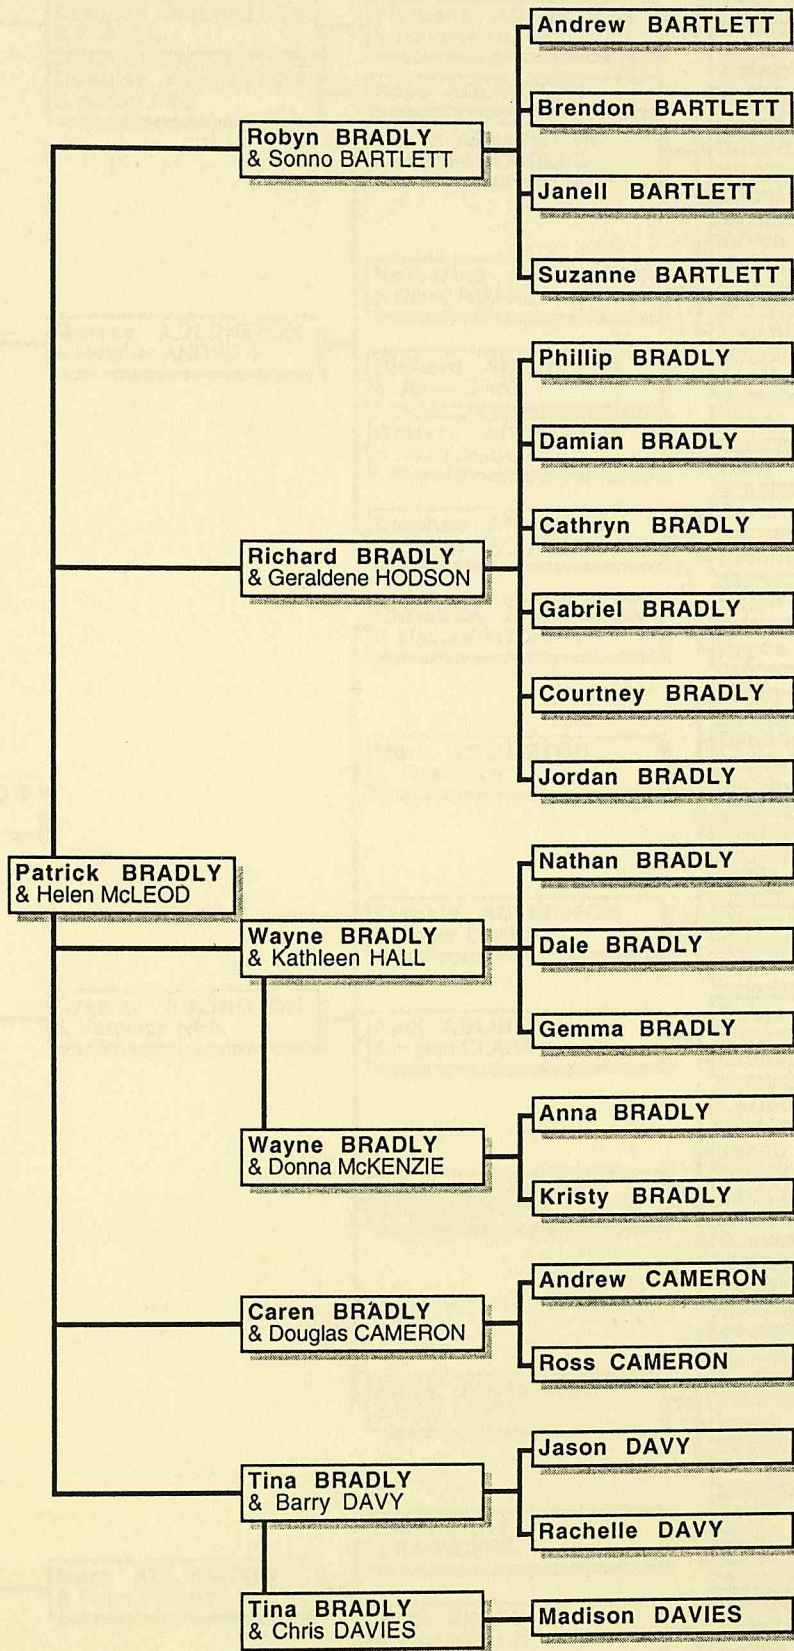 Andrew BARTLETT
Brendon BARTLETT
Robyn BRADLY
& Sonno BARTLETT
Janell BARTLETT
Suzanne BARTLETT
Phillip BRADLY
Damian BRADLY
Cathryn BRADLY
Richard BRADLY
& Geraldene HODSON
Gabriel BRADLY
Courtney BRADLY
Jordan BRADLY
Patrick BRADLY
& Helen McLEOD
Nathan BRADLY
Wayne BRADLY
& Kathleen HALL
Dale BRADLY
Gemma BRADLY
Anna BRADLY
Wayne BRADLY
& Donna McKENZIE
Kristy BRADLY
Andrew CAMERON
Caren BRADLY
& Douglas CAMERON
Ross CAMERON
Jason DAVY
Tina BRADLY
& Barry DAVY
Rachelle DAVY
Tina BRADLY
& Chris DAVIES
Madison DAVIES